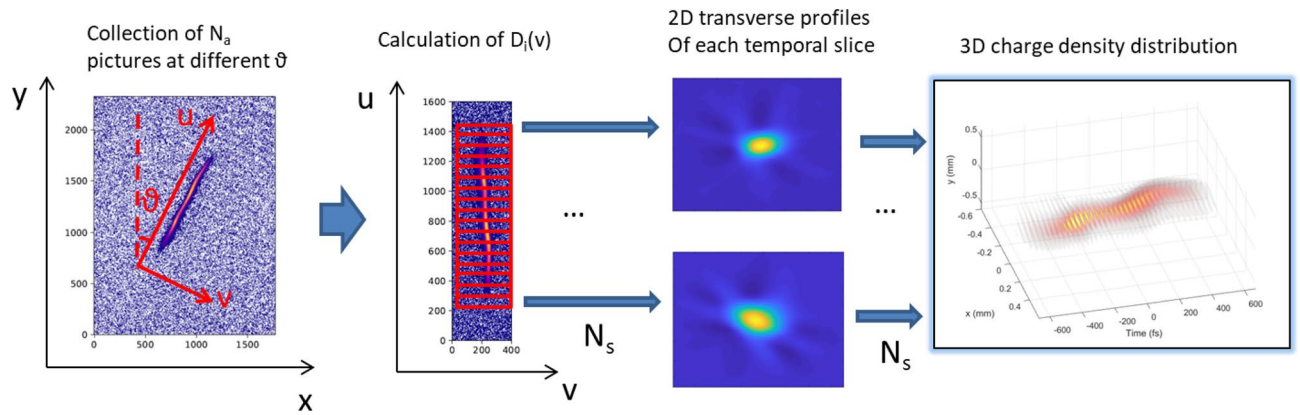 Collection of Nₐ
pictures at different ϑ
y
2000
1500
1000
500
0
0 500 1000 1500
x
u
ϑ
v
Calculation of Dᵢ(v)
u
1600
1400
1200
1000
800
600
400
200
0
0 200 400
v
...
Nₛ
2D transverse profiles
Of each temporal slice
...
Nₛ
3D charge density distribution
y (mm)
0.5
0
-0.5
-0.6
-0.4
-0.2
0
0.2
0.4
x (mm)
-600 -400 -200 0 200 400 600
Time (fs)